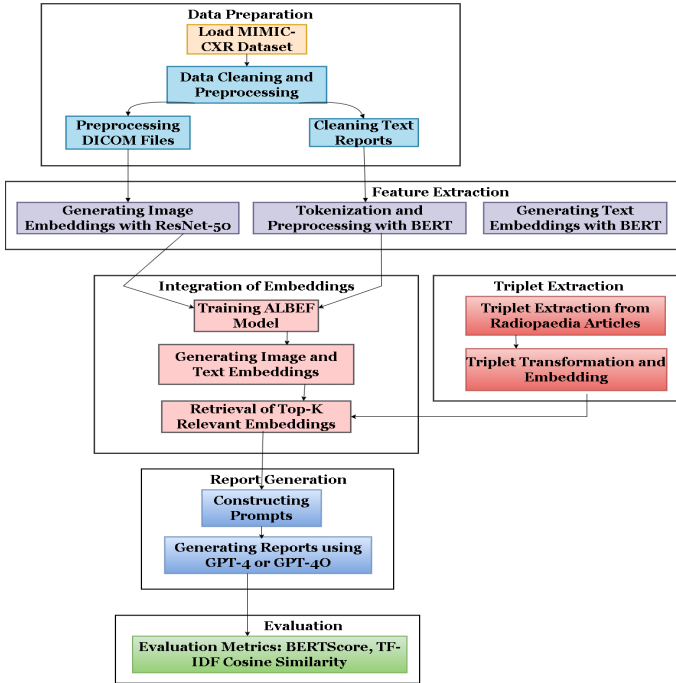 Data Preparation
Load MIMIC-
CXR Dataset
Data Cleaning and
Preprocessing
Preprocessing
DICOM Files
Cleaning Text
Reports
Feature Extraction
Generating Image
Embeddings with ResNet-50
Tokenization and
Preprocessing with BERT
Generating Text
Embeddings with BERT
Integration of Embeddings
Training ALBEF
Model
Generating Image and
Text Embeddings
Retrieval of Top-K
Relevant Embeddings
Triplet Extraction
Triplet Extraction from
Radiopaedia Articles
Triplet Transformation and
Embedding
Report Generation
Constructing
Prompts
Generating Reports using
GPT-4 or GPT-4O
Evaluation
Evaluation Metrics: BERTScore, TF-
IDF Cosine Similarity